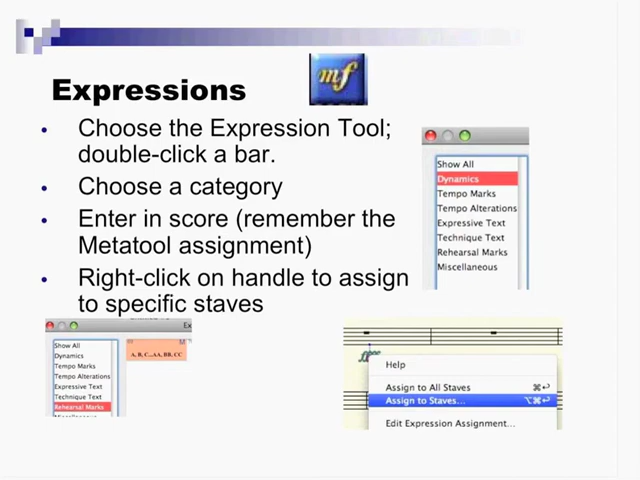 mf
Expressions
Choose the Expression Tool;
double-click a bar.
Choose a category
Enter in score (remember the
Metatool assignment)
Right-click on handle to assign
to specific staves
Show All
Dynamics
Tempo Marks
Tempo Alterations
Expressive Text
Technique Text
Rehearsal Marks
Miscellaneous
Ex
Show All
Dynamics
Tempo Marks
Tempo Alterations
Expressive Text
Technique Text
Rehearsal Marks
A, B, C...AA, BB, CC
Help
Assign to All Staves ⌘↩
Assign to Staves... ⌥⌘↩
Edit Expression Assignment...